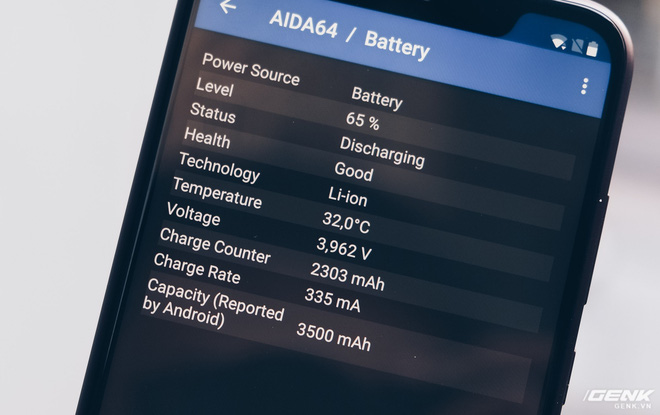 AIDA64 / Battery
Power Source Battery
Level 65 %
Status Discharging
Health Good
Technology Li-ion
Temperature 32,0°C
Voltage 3,962 V
Charge Counter 2303 mAh
Charge Rate 335 mA
Capacity (Reported
by Android) 3500 mAh
GENK
GENK.VN